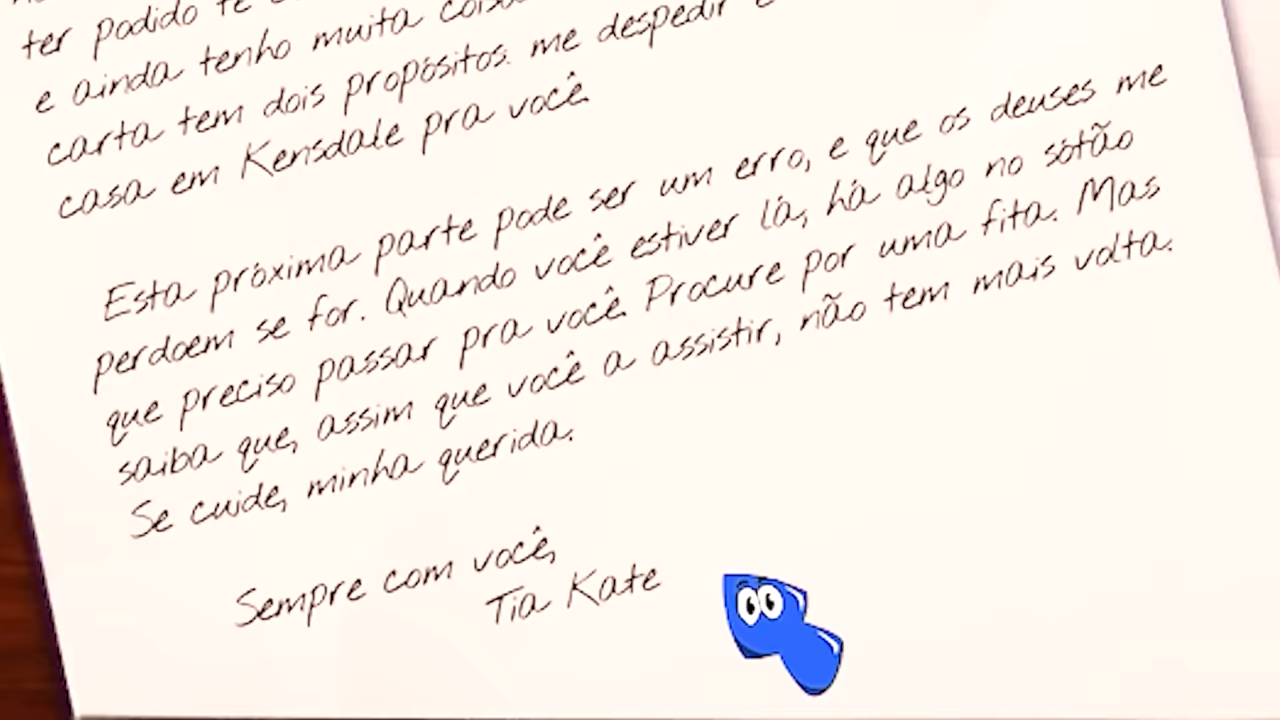 ter podido te
e ainda tenho muita
carta tem dois propósitos. me despedir e
casa em Kensdale pra você
Esta próxima parte pode ser um erro, e que os deuses me
perdoem se for. Quando você estiver lá, há algo no sótão
que preciso passar pra você. Procure por uma fita. Mas
saiba que, assim que você a assistir, não tem mais volta.
Se cuide, minha querida.
Sempre com você,
Tia Kate